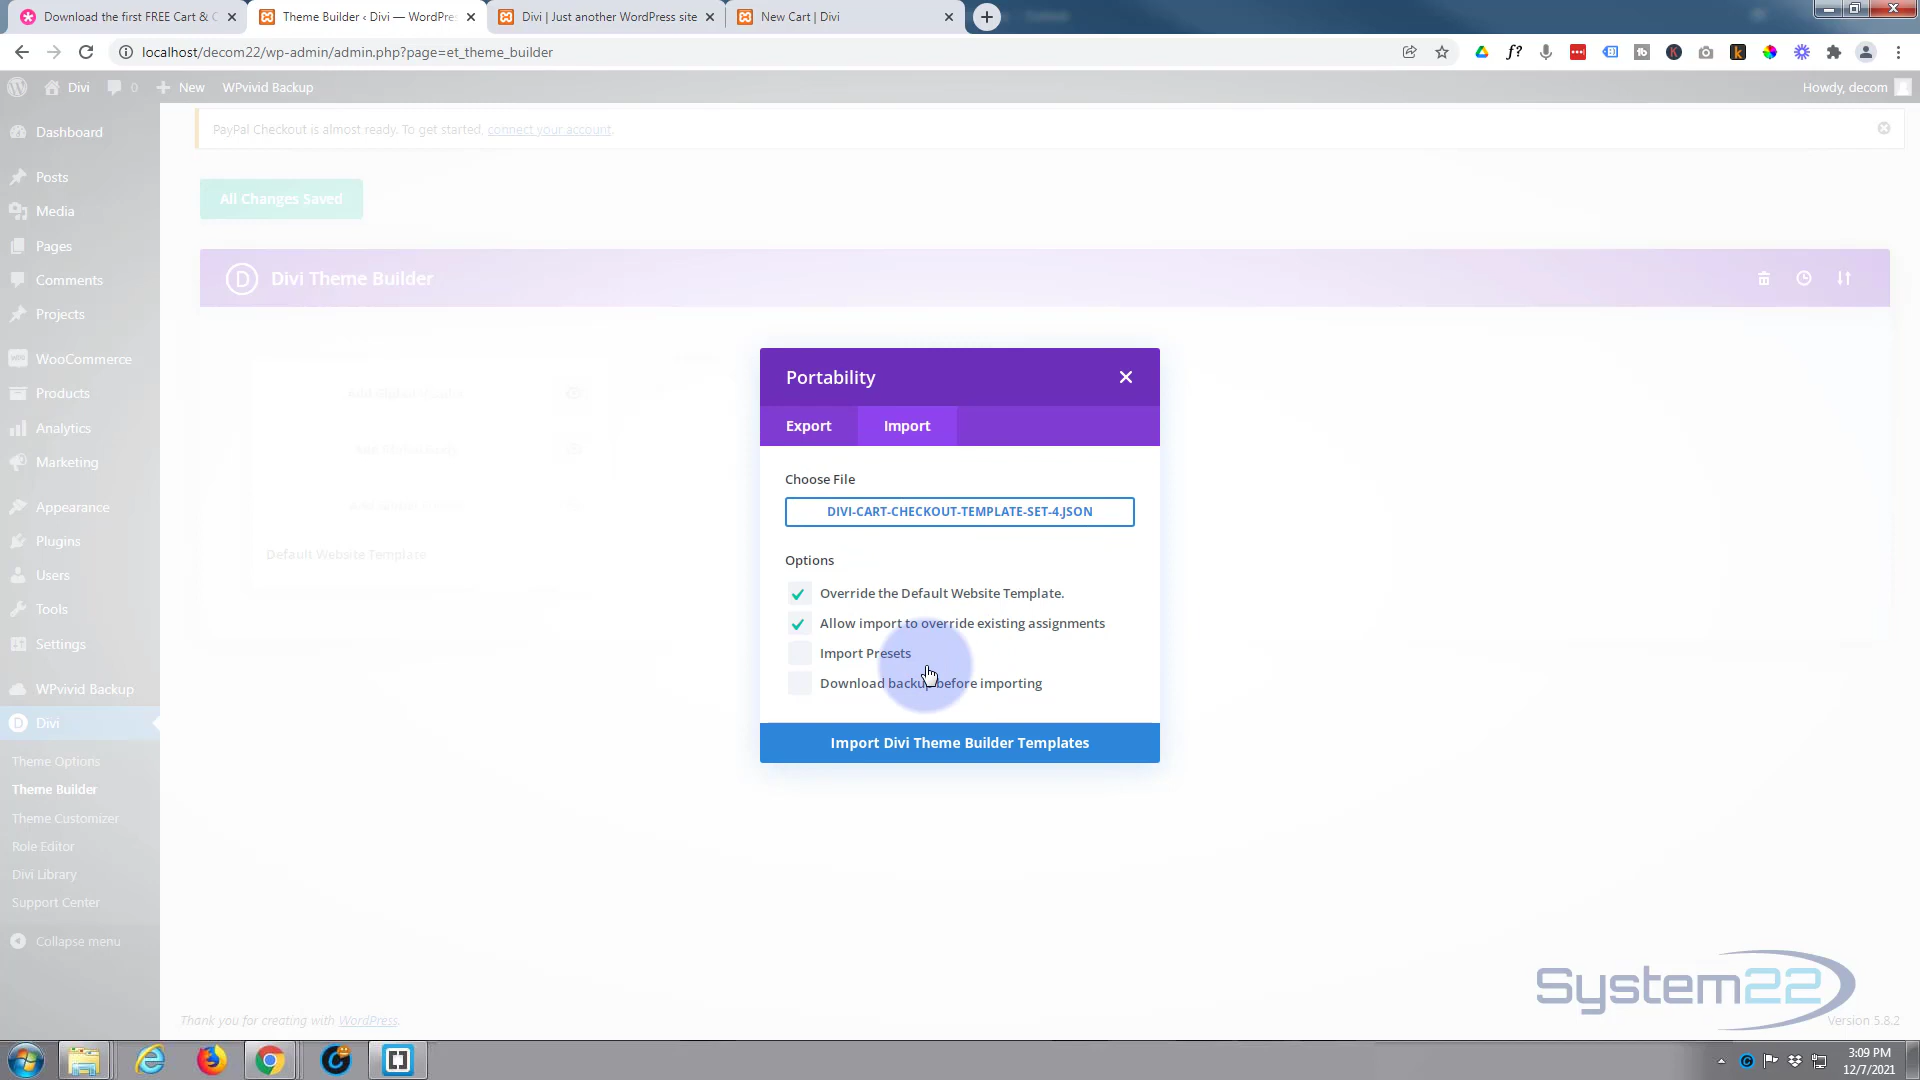 Download the first FREE Cart & C
Theme Builder ‹ Divi — WordPres
Divi | Just another WordPress site
New Cart | Divi
localhost/decom22/wp-admin/admin.php?page=et_theme_builder
Divi
0
New
WPvivid Backup
Howdy, decom
PayPal Checkout is almost ready. To get started, connect your account.
All Changes Saved
Divi Theme Builder
Dashboard
Posts
Media
Pages
Comments
Projects
WooCommerce
Products
Analytics
Marketing
Appearance
Plugins
Users
Tools
Settings
WPvivid Backup
Divi
Theme Options
Theme Builder
Theme Customizer
Role Editor
Divi Library
Support Center
Collapse menu
Default Website Template
Portability
Export
Import
Choose File
DIVI-CART-CHECKOUT-TEMPLATE-SET-4.JSON
Options
Override the Default Website Template.
Allow import to override existing assignments
Import Presets
Download backup before importing
Import Divi Theme Builder Templates
Thank you for creating with WordPress.
System22
Version 5.8.2
3:09 PM
12/7/2021